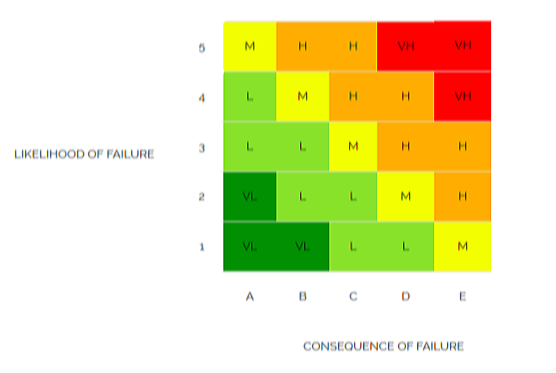 5 M H H VH VH
4 L M H H VH
LIKELIHOOD OF FAILURE
3 L L M H H
2 VL L L M H
1 VL VL L L M
A B C D E
CONSEQUENCE OF FAILURE